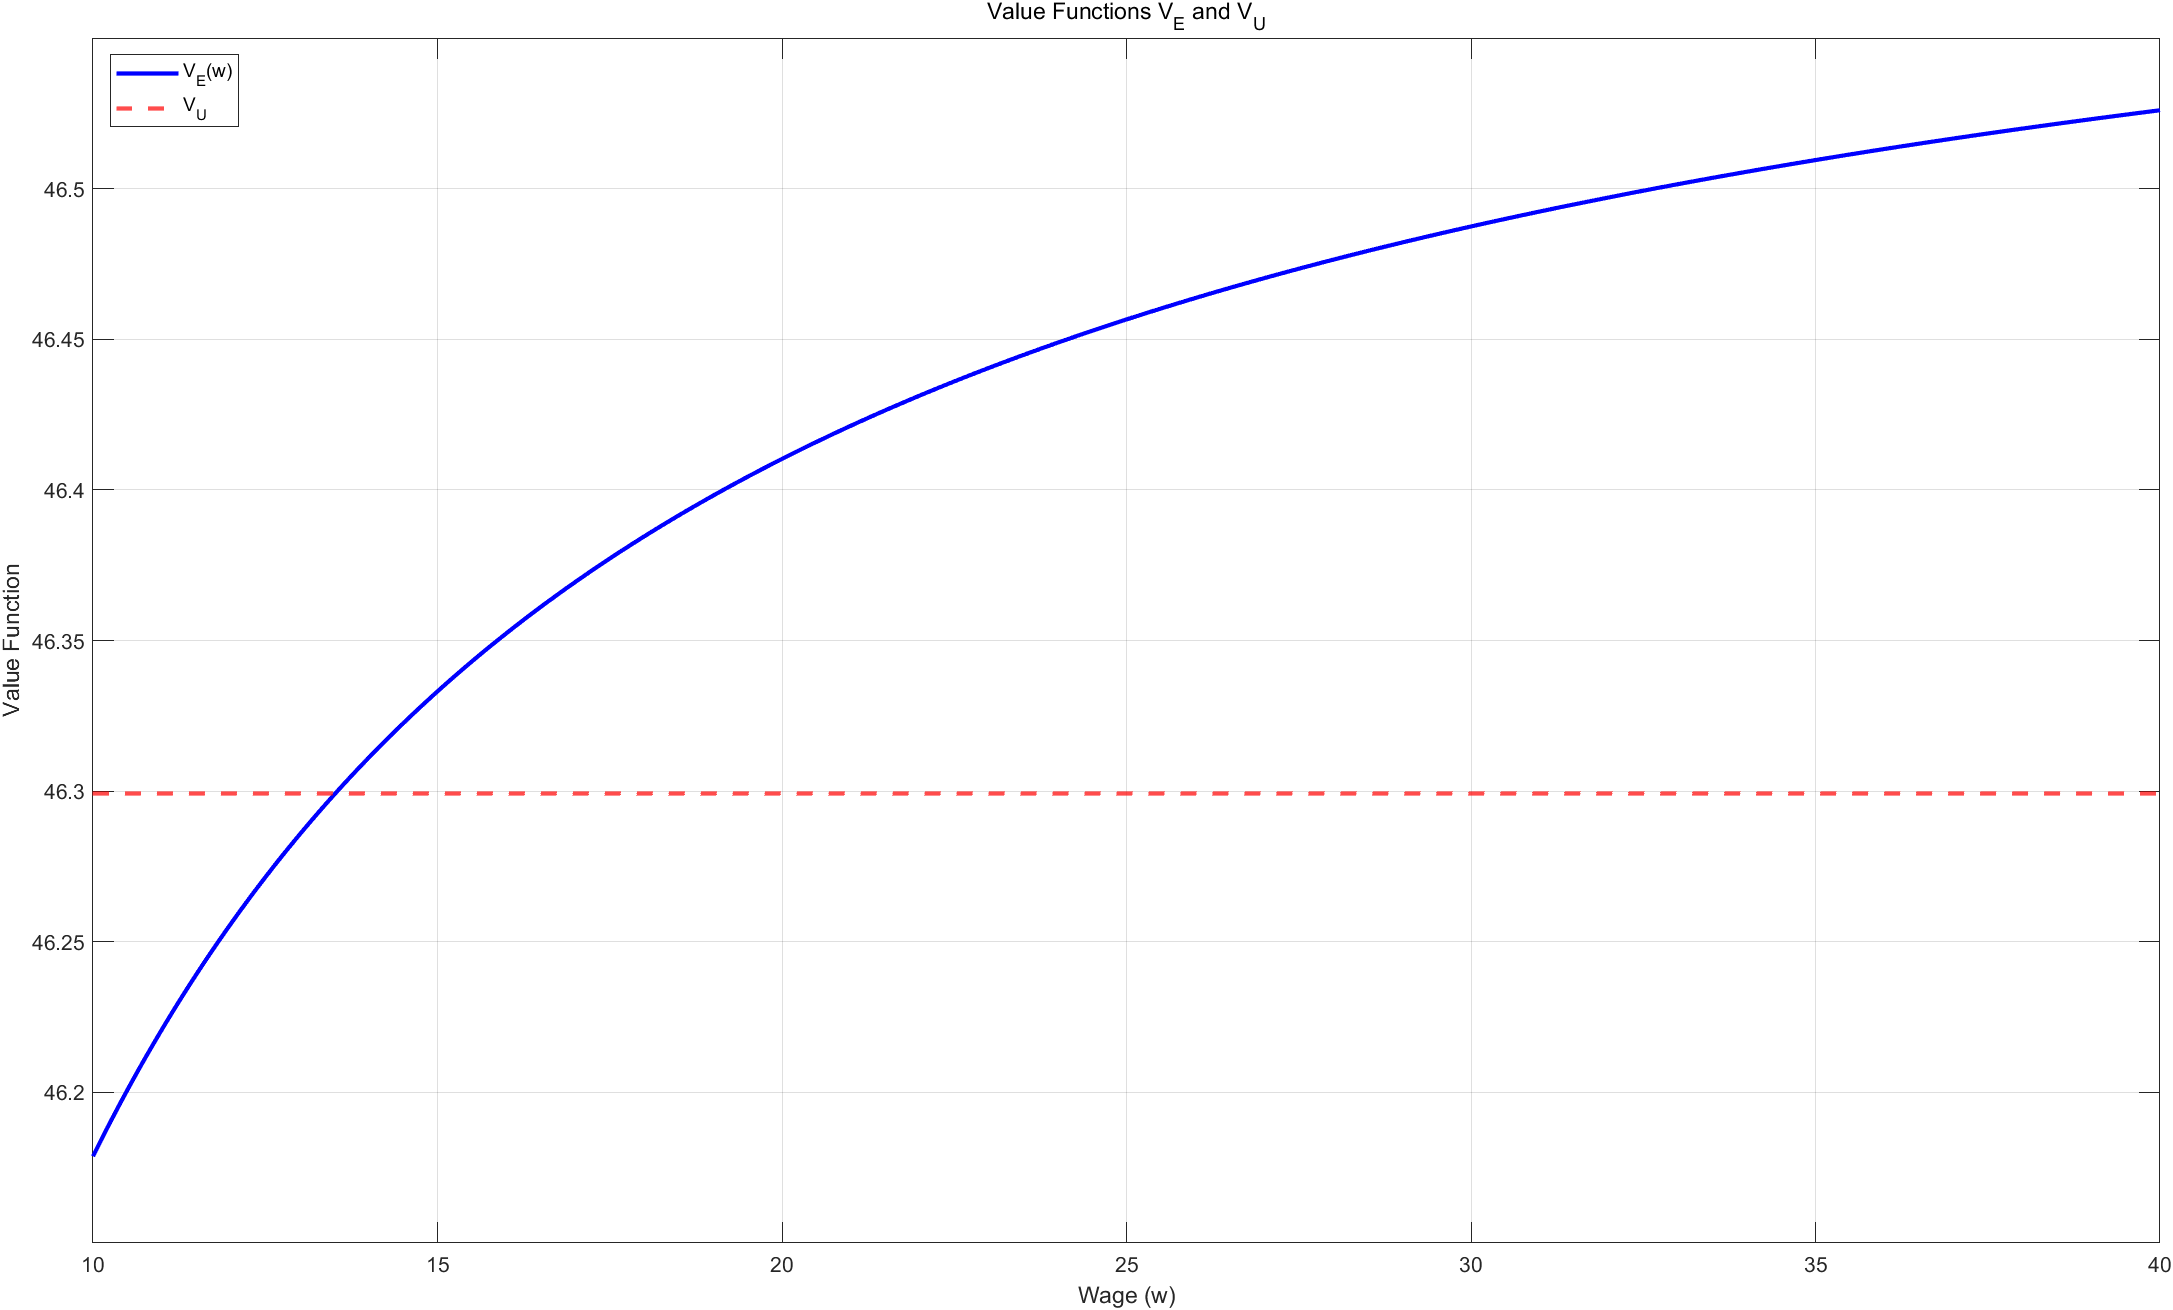 Value Functions V_E and V_U
V_E(w)
V_U
46.5
46.45
46.4
46.35
46.3
46.25
46.2
Value Function
10 15 20 25 30 35 40
Wage (w)